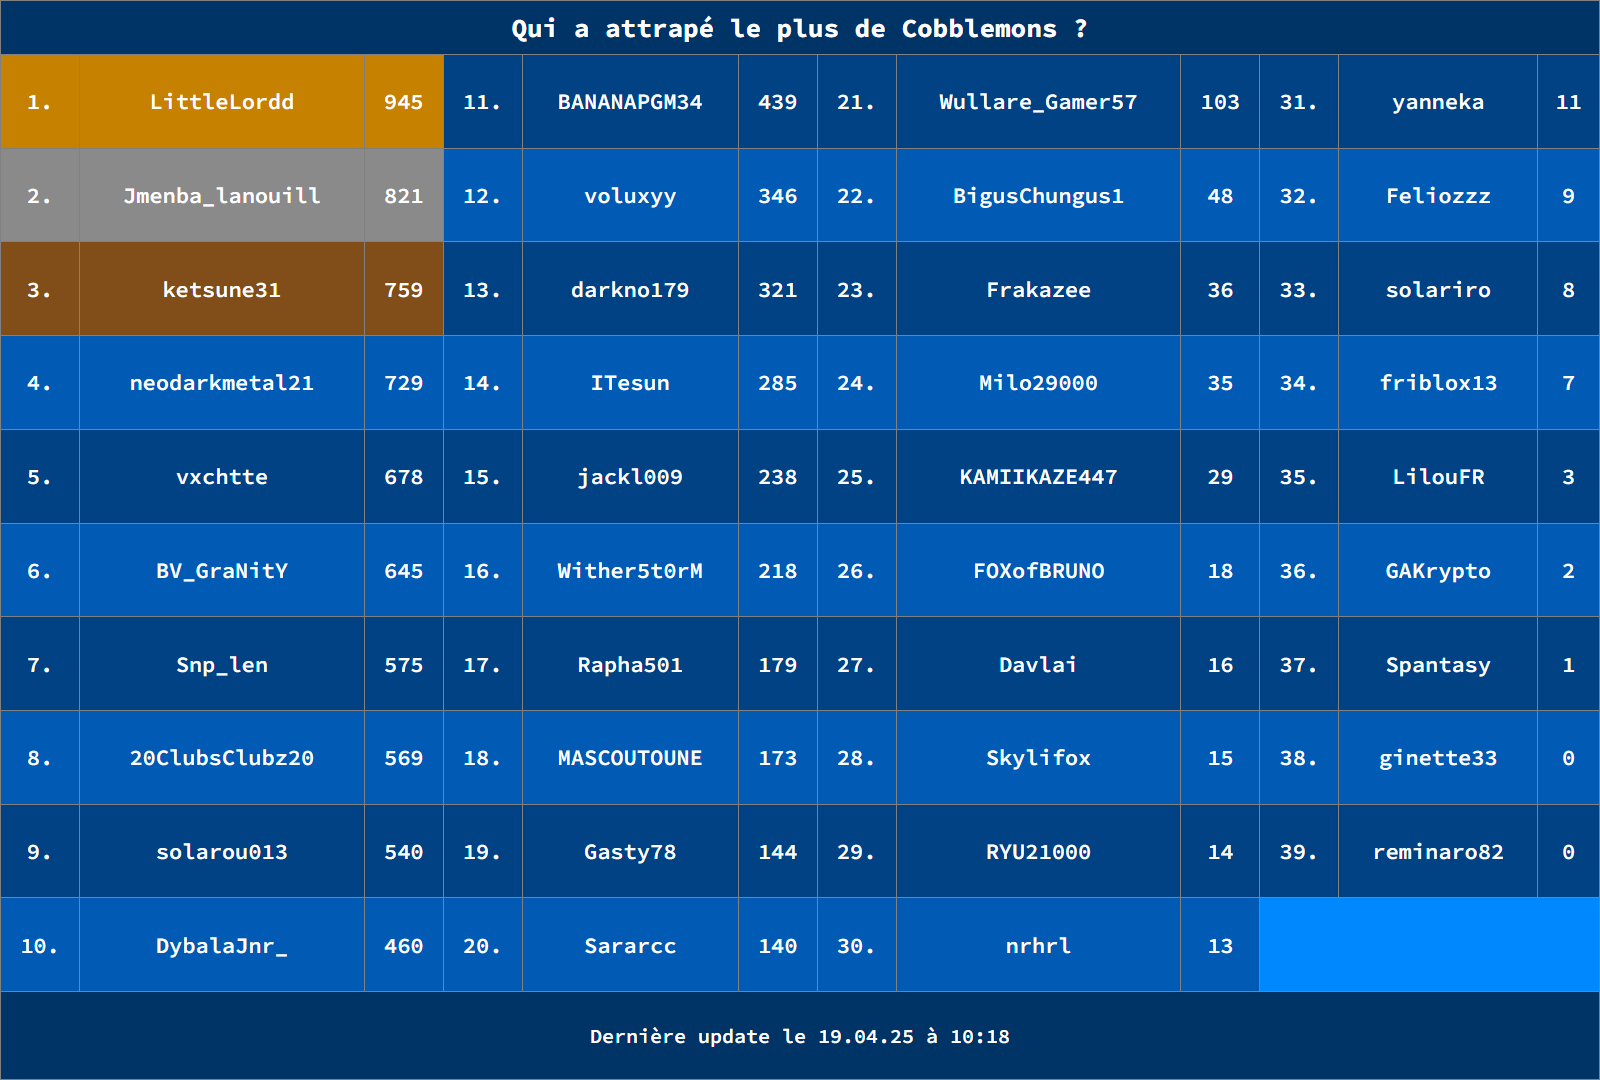 Qui a attrapé le plus de Cobblemons ?
1. LittleLordd 945 11. BANANAPGM34 439 21. Wullare_Gamer57 103 31. yanneka 11
2. Jmenba_lanouill 821 12. voluxyy 346 22. BigusChungus1 48 32. Feliozzz 9
3. ketsune31 759 13. darkno179 321 23. Frakazee 36 33. solariro 8
4. neodarkmetal21 729 14. ITesun 285 24. Milo29000 35 34. friblox13 7
5. vxchtte 678 15. jackl009 238 25. KAMIIKAZE447 29 35. LilouFR 3
6. BV_GraNitY 645 16. Wither5t0rM 218 26. FOXofBRUNO 18 36. GAKrypto 2
7. Snp_len 575 17. Rapha501 179 27. Davlai 16 37. Spantasy 1
8. 20ClubsClubz20 569 18. MASCOUTOUNE 173 28. Skylifox 15 38. ginette33 0
9. solarou013 540 19. Gasty78 144 29. RYU21000 14 39. reminaro82 0
10. DybalaJnr_ 460 20. Sararcc 140 30. nrhrl 13
Dernière update le 19.04.25 à 10:18